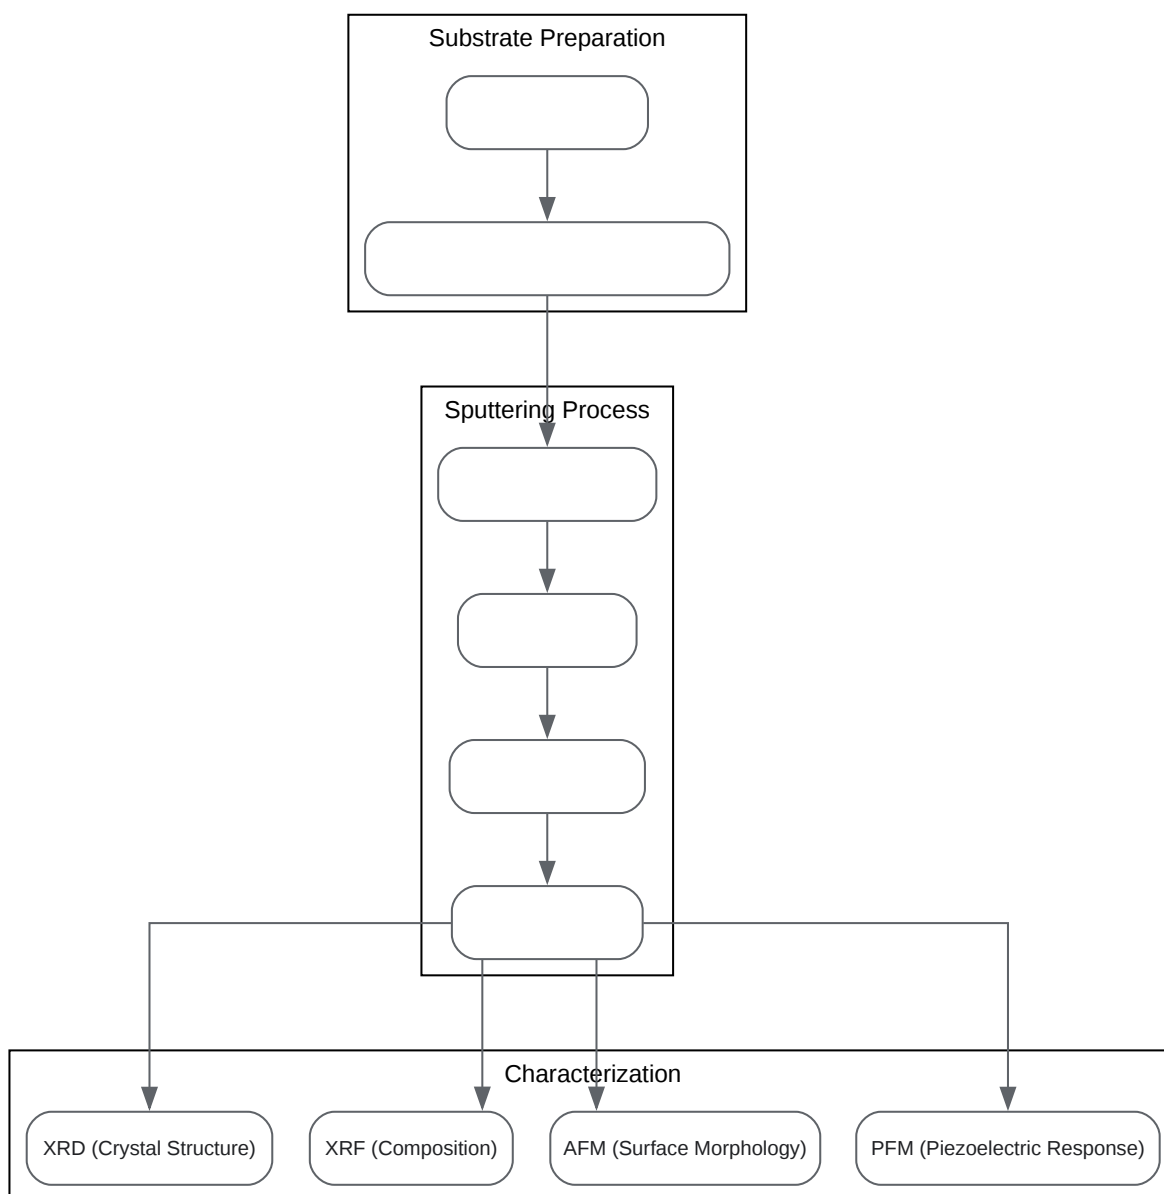 Substrate Preparation
Sputtering Process
Characterization
XRD (Crystal Structure)
XRF (Composition)
AFM (Surface Morphology)
PFM (Piezoelectric Response)